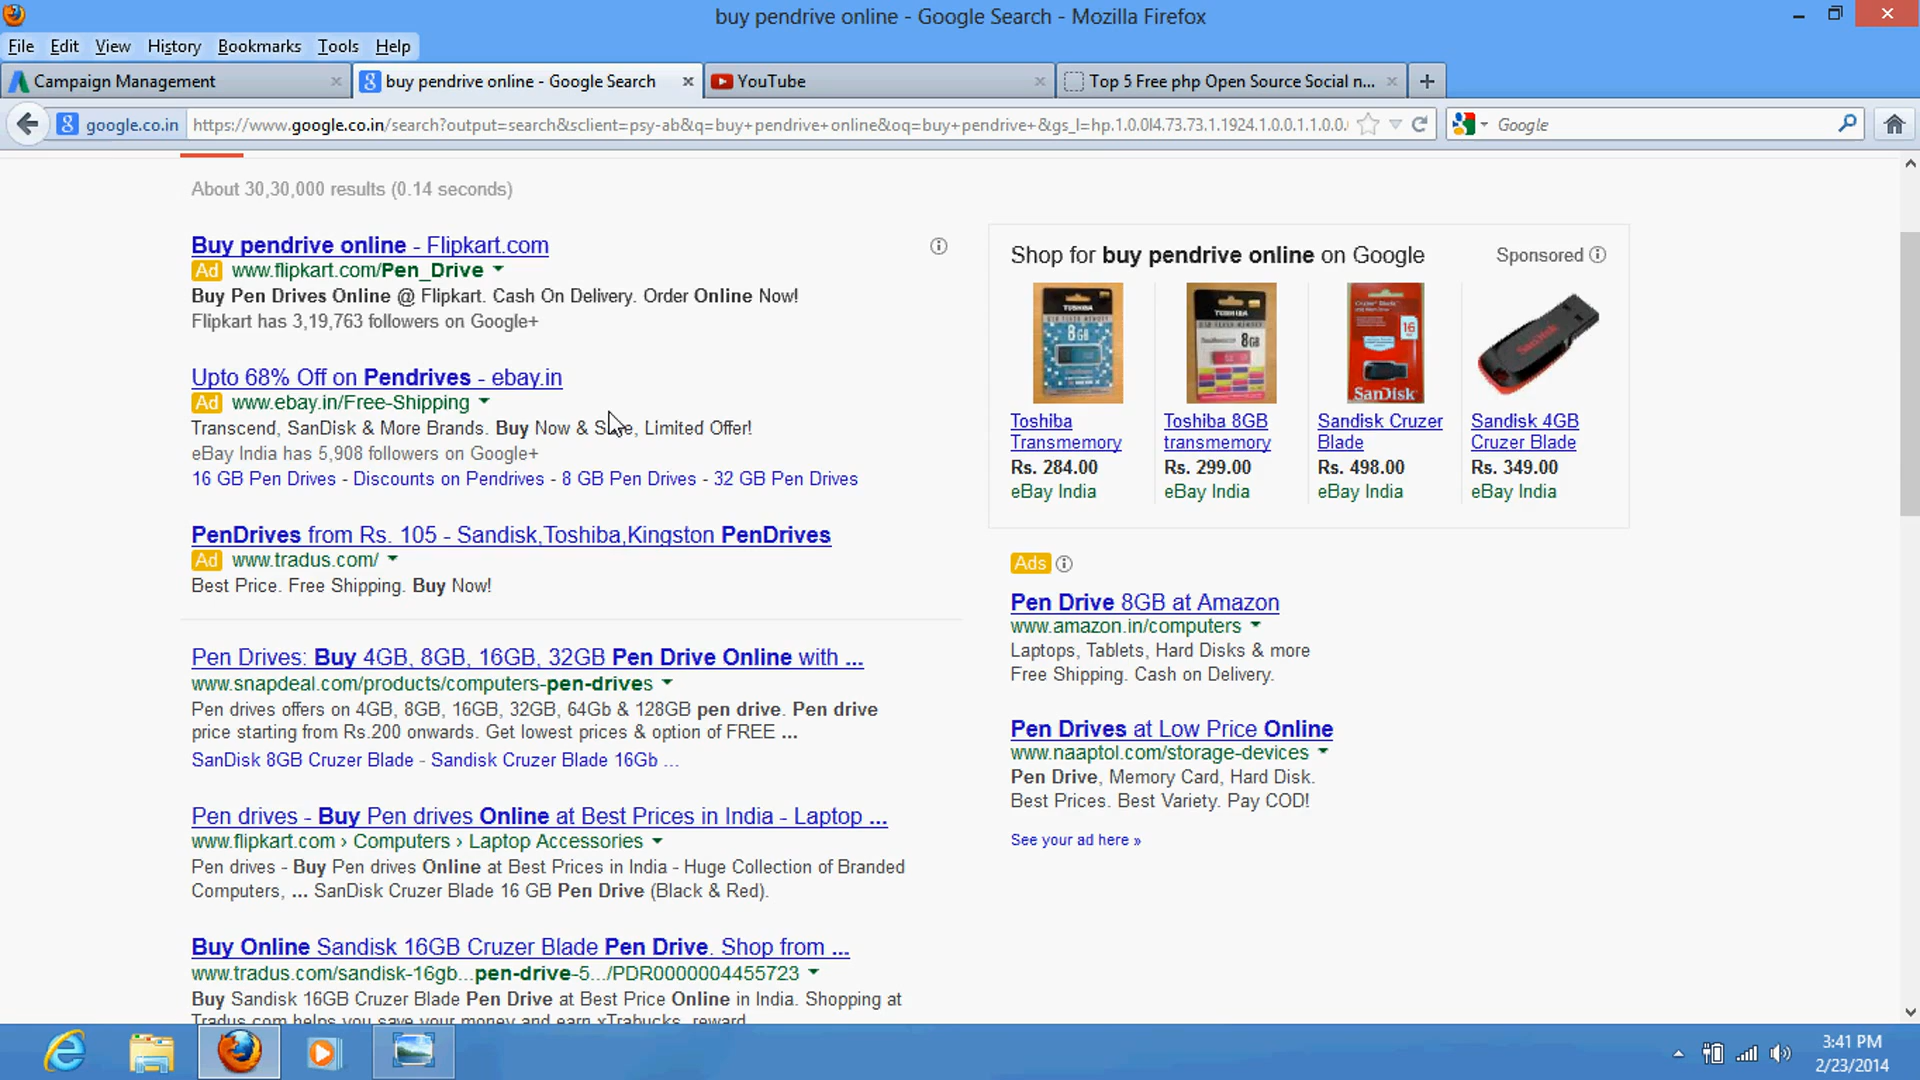 buy pendrive online - Google Search - Mozilla Firefox
File Edit View History Bookmarks Tools Help
Campaign Management
buy pendrive online - Google Search
YouTube
Top 5 Free php Open Source Social n...
google.co.in
https://www.google.co.in/search?output=search&sclient=psy-ab&q=buy+pendrive+online&oq=buy+pendrive+&gs_l=hp.1.0.0l4.73.73.1.1924.1.0.0.1.1.0.0.
Google
About 30,30,000 results (0.14 seconds)
Buy pendrive online - Flipkart.com
Ad www.flipkart.com/Pen_Drive
Buy Pen Drives Online @ Flipkart. Cash On Delivery. Order Online Now!
Flipkart has 3,19,763 followers on Google+
Upto 68% Off on Pendrives - ebay.in
Ad www.ebay.in/Free-Shipping
Transcend, SanDisk & More Brands. Buy Now & Limited Offer!
eBay India has 5,908 followers on Google+
16 GB Pen Drives - Discounts on Pendrives - 8 GB Pen Drives - 32 GB Pen Drives
PenDrives from Rs. 105 - Sandisk,Toshiba,Kingston PenDrives
Ad www.tradus.com/
Best Price. Free Shipping. Buy Now!
Pen Drives: Buy 4GB, 8GB, 16GB, 32GB Pen Drive Online with ...
www.snapdeal.com/products/computers-pen-drives
Pen drives offers on 4GB, 8GB, 16GB, 32GB, 64Gb & 128GB pen drive. Pen drive
price starting from Rs.200 onwards. Get lowest prices & option of FREE ...
SanDisk 8GB Cruzer Blade - Sandisk Cruzer Blade 16Gb ...
Pen drives - Buy Pen drives Online at Best Prices in India - Laptop ...
www.flipkart.com › Computers › Laptop Accessories
Pen drives - Buy Pen drives Online at Best Prices in India - Huge Collection of Branded
Computers, ... SanDisk Cruzer Blade 16 GB Pen Drive (Black & Red).
Buy Online Sandisk 16GB Cruzer Blade Pen Drive. Shop from ...
www.tradus.com/sandisk-16gb...pen-drive-5.../PDR0000004455723
Buy Sandisk 16GB Cruzer Blade Pen Drive at Best Price Online in India. Shopping at
Tradus.com helps you save your money and earn xTrabucks, reward
Shop for buy pendrive online on Google
Sponsored
TOSHIBA
8GB
TOSHIBA
8GB
16
SanDisk
SanDisk
Toshiba
Transmemory
Rs. 284.00
eBay India
Toshiba 8GB
transmemory
Rs. 299.00
eBay India
Sandisk Cruzer
Blade
Rs. 498.00
eBay India
Sandisk 4GB
Cruzer Blade
Rs. 349.00
eBay India
Ads
Pen Drive 8GB at Amazon
www.amazon.in/computers
Laptops, Tablets, Hard Disks & more
Free Shipping. Cash on Delivery.
Pen Drives at Low Price Online
www.naaptol.com/storage-devices
Pen Drive, Memory Card, Hard Disk.
Best Prices. Best Variety. Pay COD!
See your ad here »
3:41 PM
2/23/2014